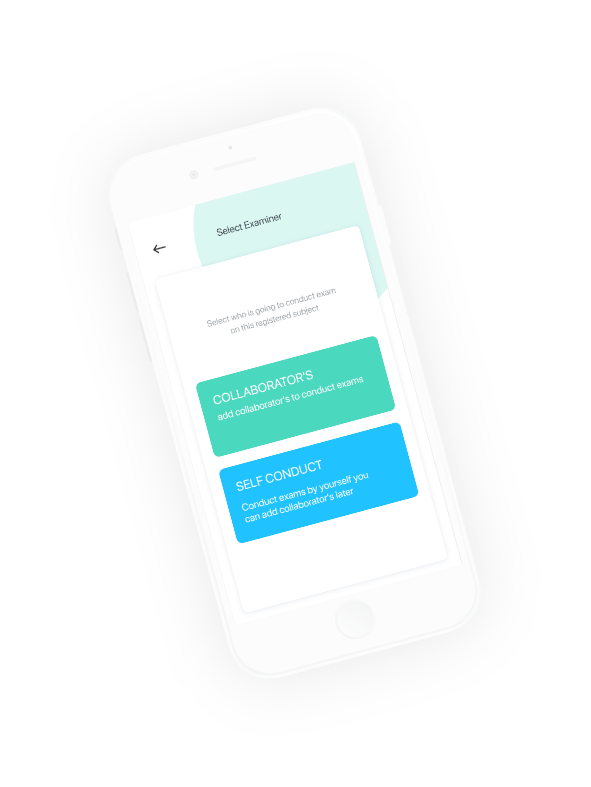 Select Examiner
Select who is going to conduct exam
on this registered subject
COLLABORATOR'S
add collaborator's to conduct exams
SELF CONDUCT
Conduct exams by yourself you
can add collaborator's later